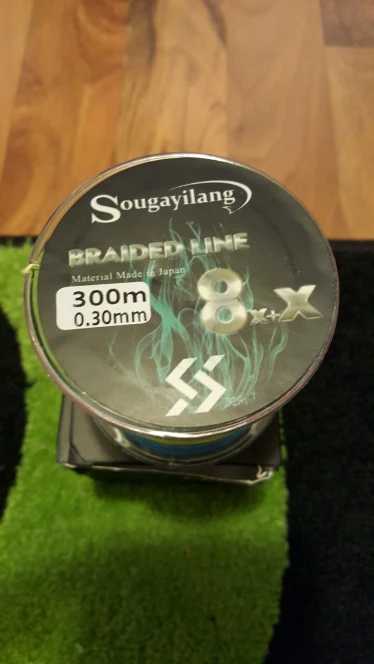 Sougayilang
BRAIDED LINE
Material Made in Japan
300m
0.30mm
8x+X